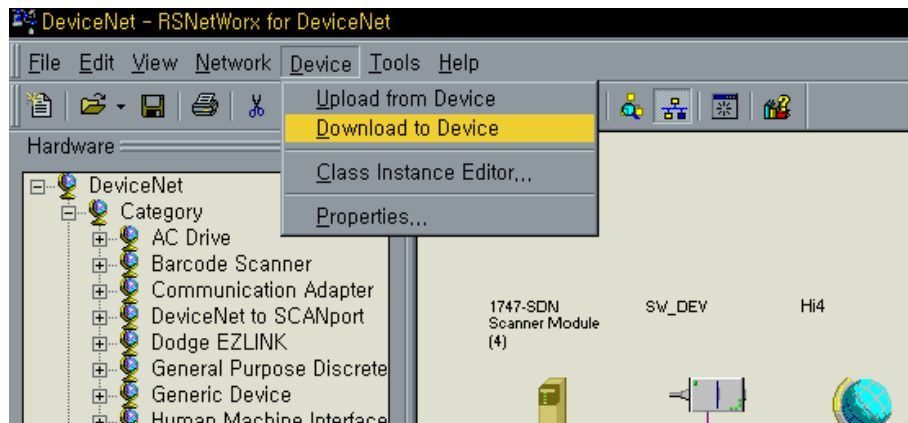 DeviceNet - RSNetWorx for DeviceNet
File Edit View Network Device Tools Help
Upload from Device
Download to Device
Class Instance Editor...
Properties...
Hardware
DeviceNet
Category
AC Drive
Barcode Scanner
Communication Adapter
DeviceNet to SCANport
Dodge EZLINK
General Purpose Discrete
Generic Device
Human Machine Interface
1747-SDN
Scanner Module
(4)
SW_DEV
Hi4